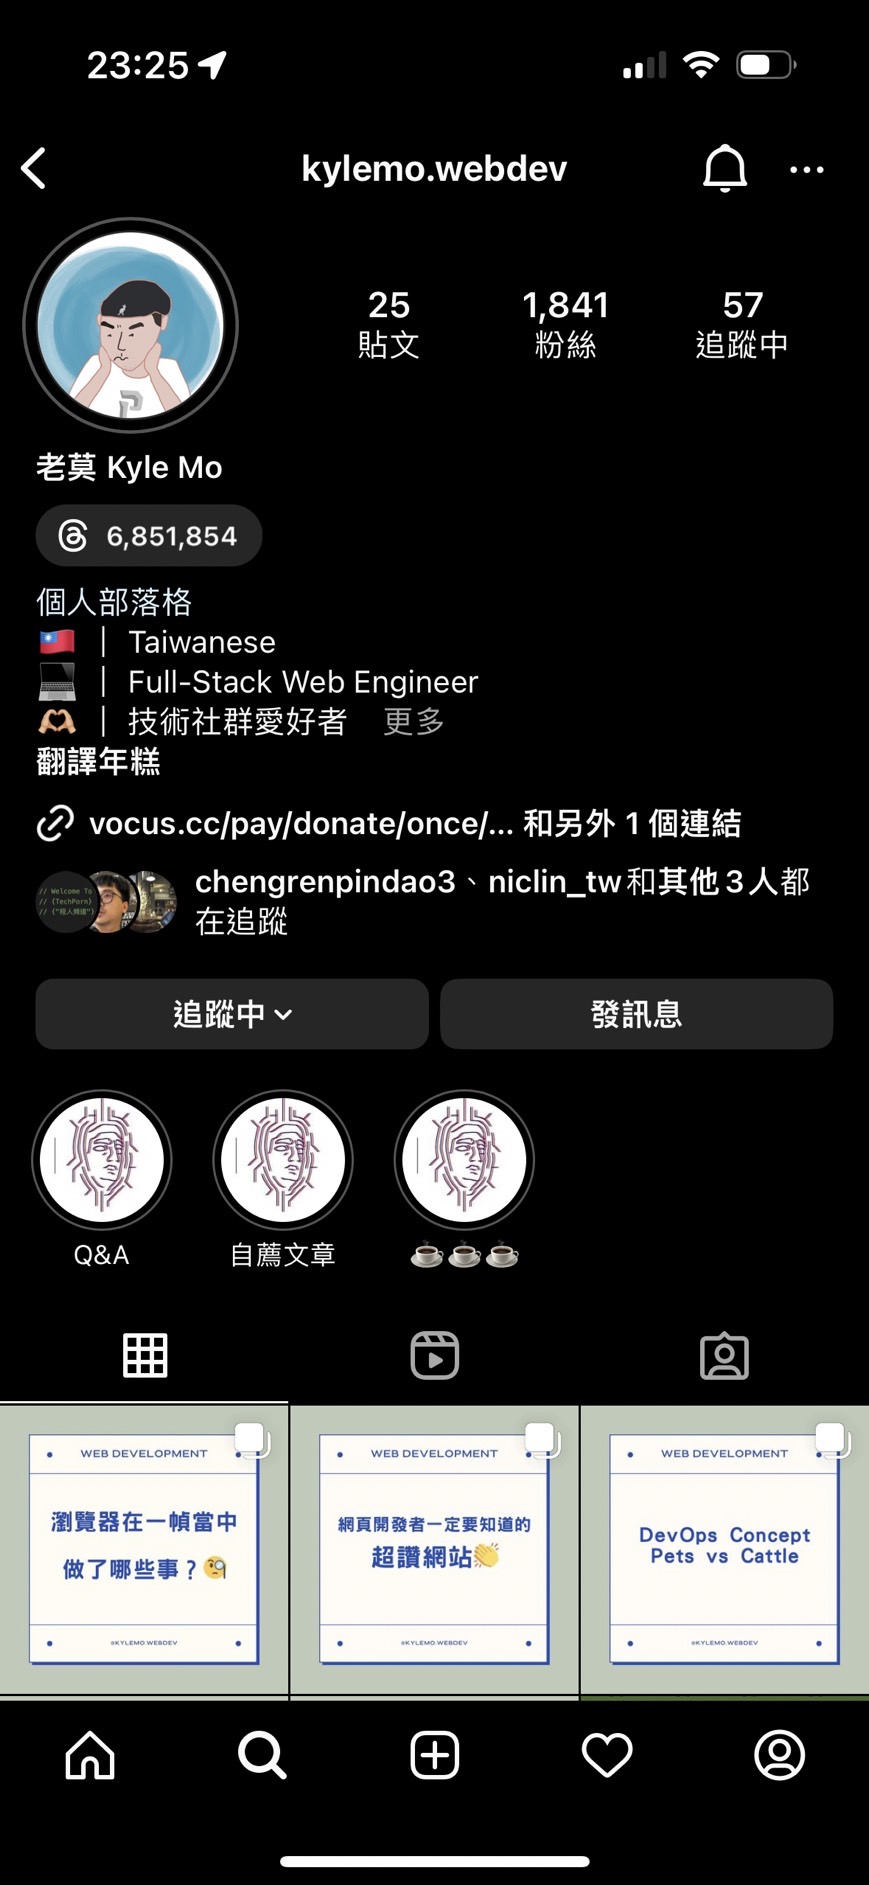 23:25
kylemo.webdev
25
貼文
1,841
粉絲
57
追蹤中
老莫 Kyle Mo
6,851,854
個人部落格
🇹🇼 | Taiwanese
💻 | Full-Stack Web Engineer
🫶🏼 | 技術社群愛好者 更多
翻譯年糕
vocus.cc/pay/donate/once/... 和另外 1 個連結
// Welcome To
// {TechPorn}
// {"程人頻道"}
chengrenpindao3、niclin_tw和其他 3 人都
在追蹤
追蹤中
發訊息
Q&A
自薦文章
☕☕☕
WEB DEVELOPMENT
瀏覽器在一幀當中
做了哪些事？🧐
@KYLEMO.WEBDEV
WEB DEVELOPMENT
網頁開發者一定要知道的
超讚網站👏
@KYLEMO.WEBDEV
WEB DEVELOPMENT
DevOps Concept
Pets vs Cattle
@KYLEMO.WEBDEV